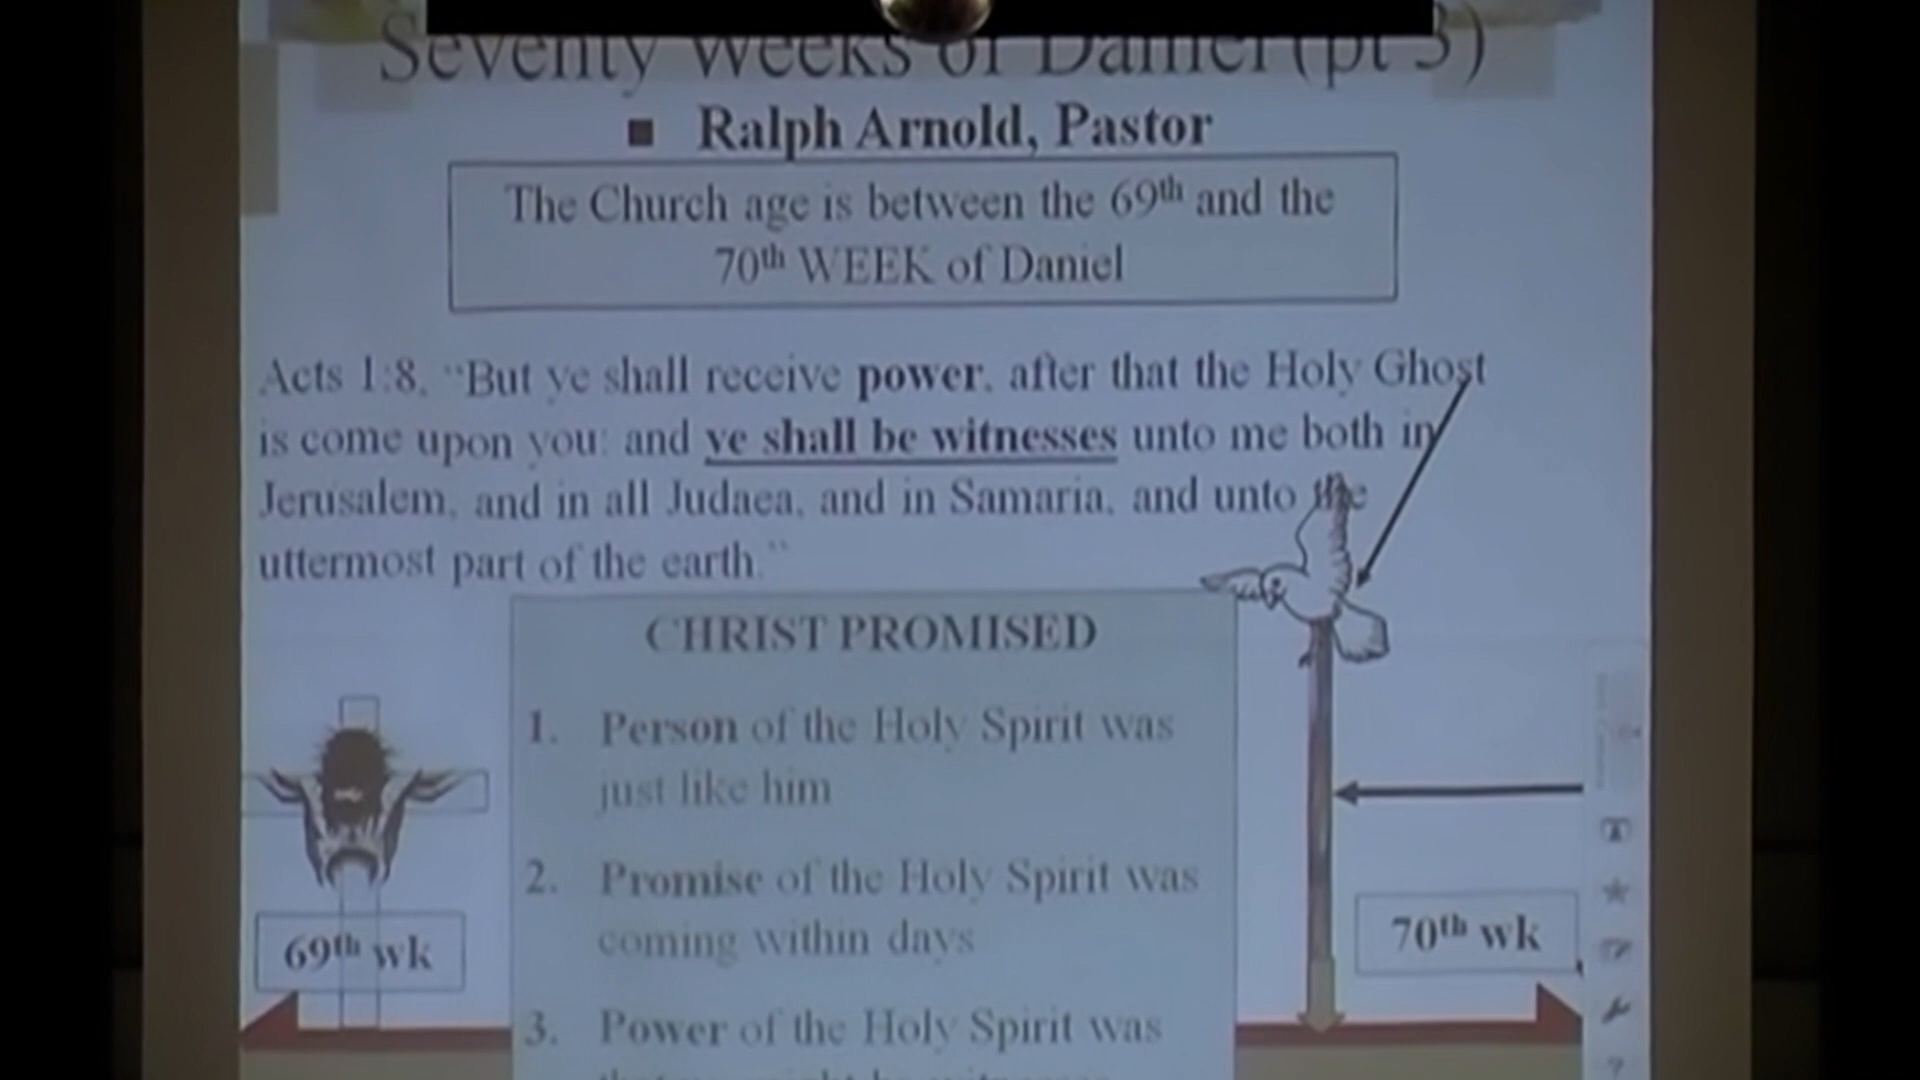 Seventy Weeks of Daniel (pt 3)
■ Ralph Arnold, Pastor
The Church age is between the 69th and the
70th WEEK of Daniel
Acts 1:8, "But ye shall receive power, after that the Holy Ghost
is come upon you: and ye shall be witnesses unto me both in
Jerusalem, and in all Judaea, and in Samaria, and unto the
uttermost part of the earth."
CHRIST PROMISED
1. Person of the Holy Spirit was
just like him
2. Promise of the Holy Spirit was
coming within days
3. Power of the Holy Spirit was
69th wk
70th wk